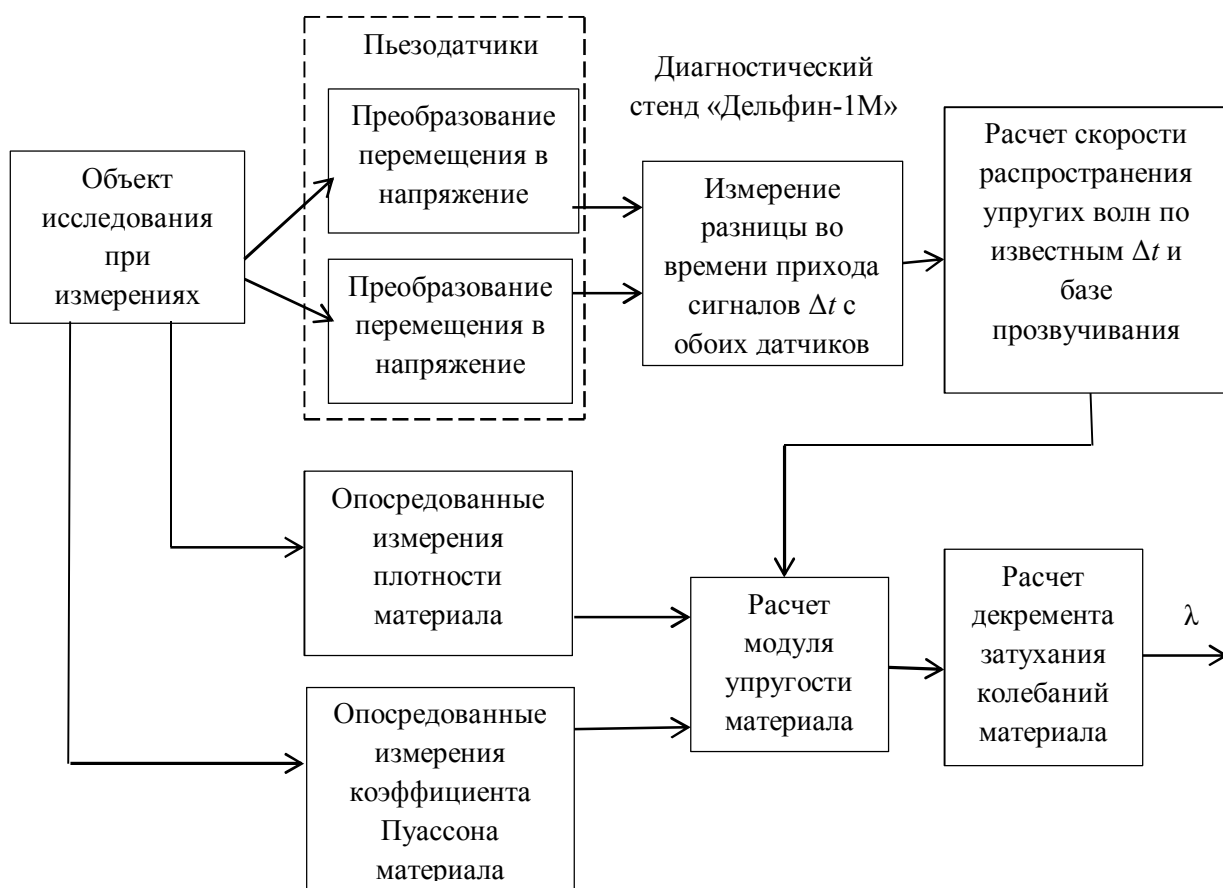 Пьезодатчики
Диагностический
стенд «Дельфин-1М»
Объект
исследования
при
измерениях
Преобразование
перемещения в
напряжение
Преобразование
перемещения в
напряжение
Измерение
разницы во
времени прихода
сигналов Δt с
обоих датчиков
Расчет скорости
распространения
упругих волн по
известным Δt и
базе
прозвучивания
Опосредованные
измерения
плотности
материала
Опосредованные
измерения
коэффициента
Пуассона
материала
Расчет
модуля
упругости
материала
Расчет
декремента
затухания
колебаний
материала
λ